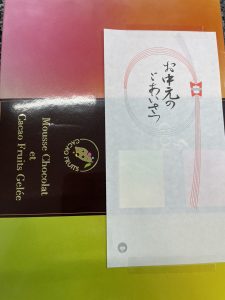 お中元の
ごあいさつ
CACAO FRUITS
Mousse Chocolat
et
Cacao Fruits Gelée